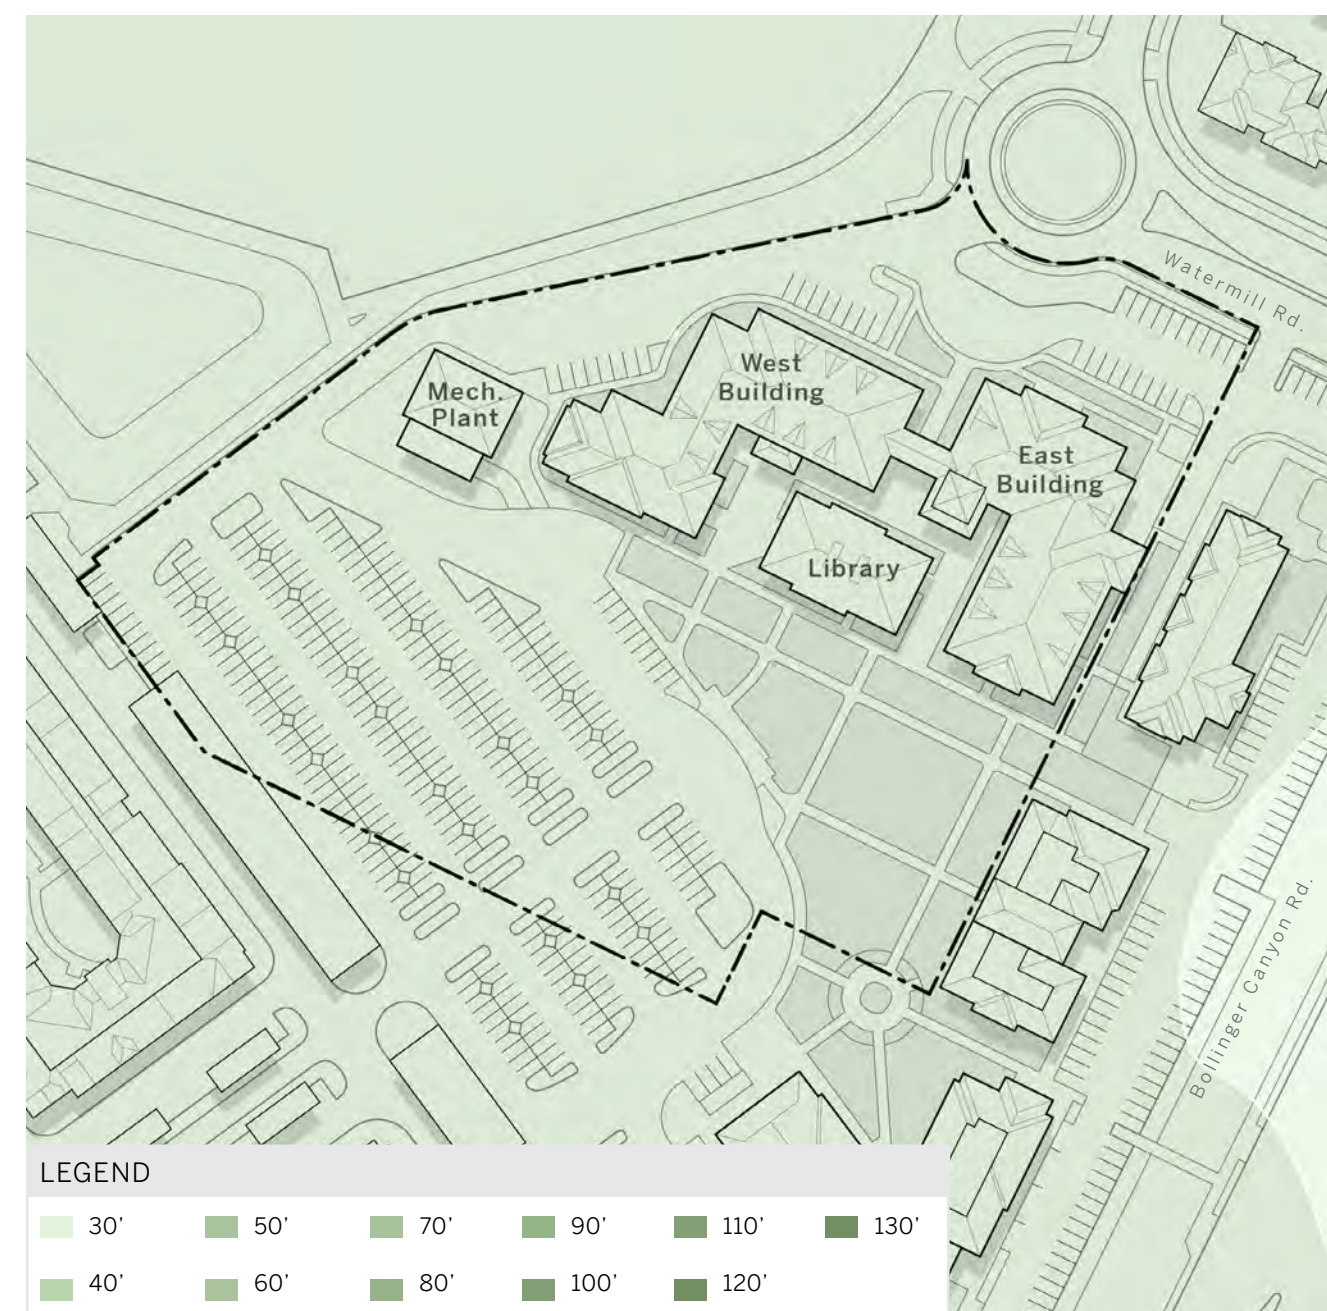 Watermill Rd.
West
Building
Mech.
Plant
East
Building
Library
Bollinger Canyon Rd.
LEGEND
30’ 50’ 70’ 90’ 110’ 130’
40’ 60’ 80’ 100’ 120’